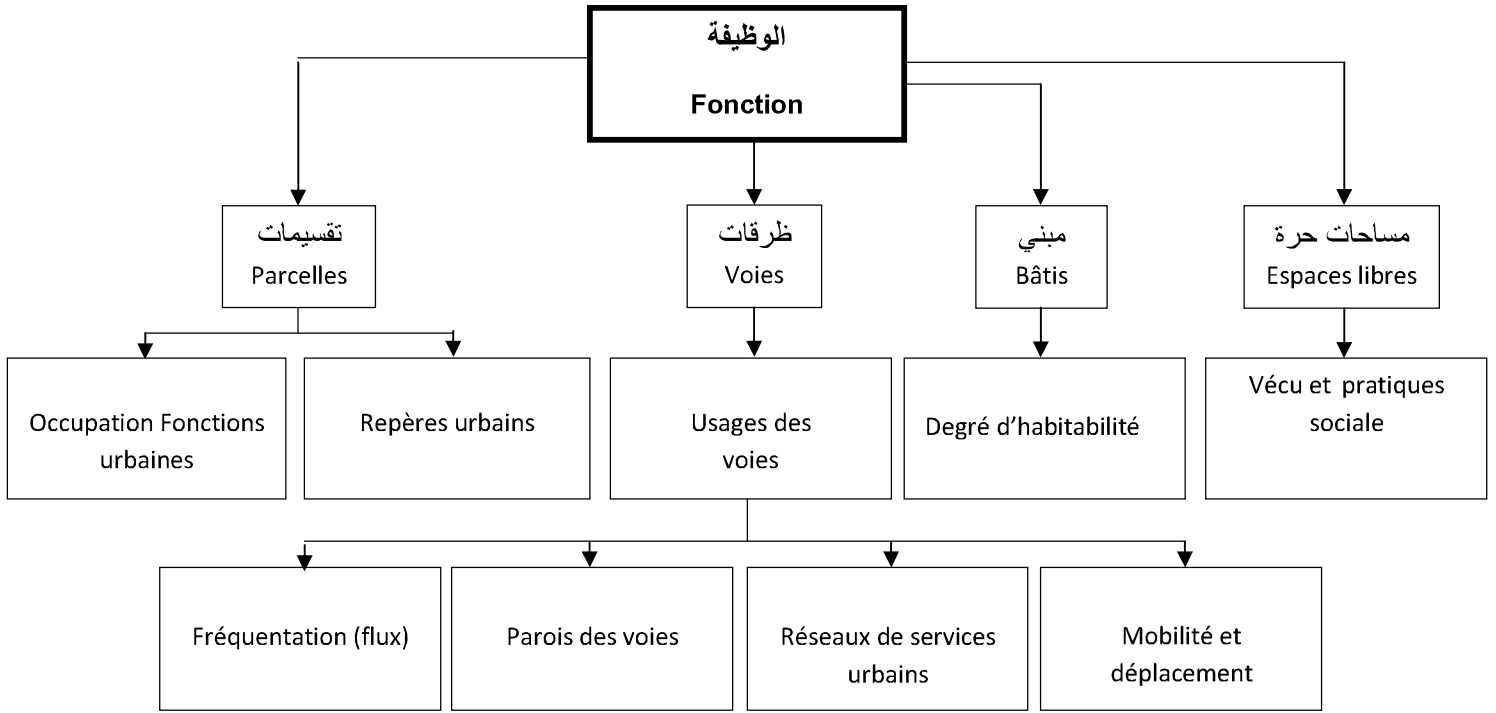 الوظيفة
Fonction
تقسيمات
Parcelles
ظرقات
Voies
مبني
Bâtis
مساحات حرة
Espaces libres
Occupation Fonctions
urbaines
Repères urbains
Usages des
voies
Degré d’habitabilité
Vécu et pratiques
sociale
Fréquentation (flux)
Parois des voies
Réseaux de services
urbains
Mobilité et
déplacement